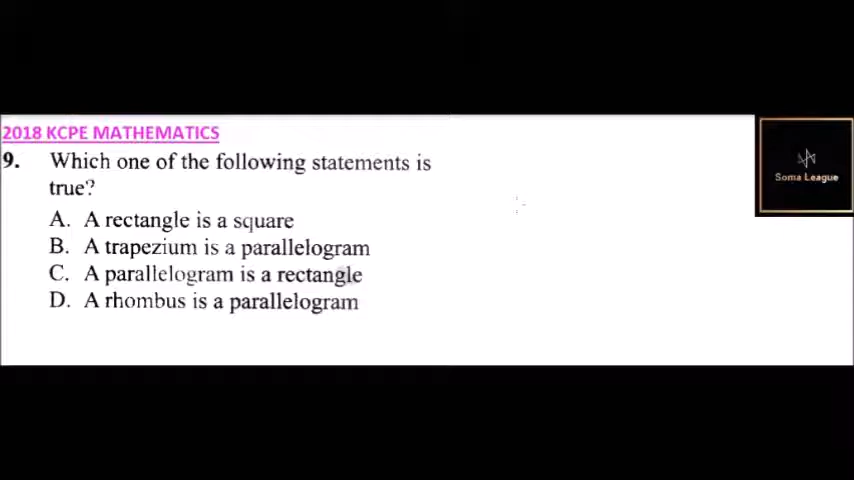 2018 KCPE MATHEMATICS
9. Which one of the following statements is
true?
A. A rectangle is a square
B. A trapezium is a parallelogram
C. A parallelogram is a rectangle
D. A rhombus is a parallelogram
Soma League